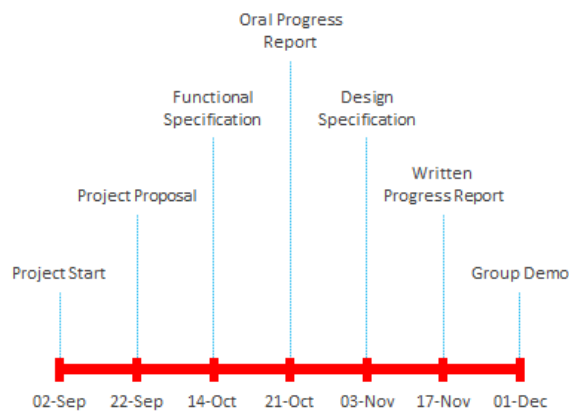 Oral Progress
Report
Functional
Specification
Design
Specification
Project Proposal
Written
Progress Report
Project Start
Group Demo
02-Sep
22-Sep
14-Oct
21-Oct
03-Nov
17-Nov
01-Dec